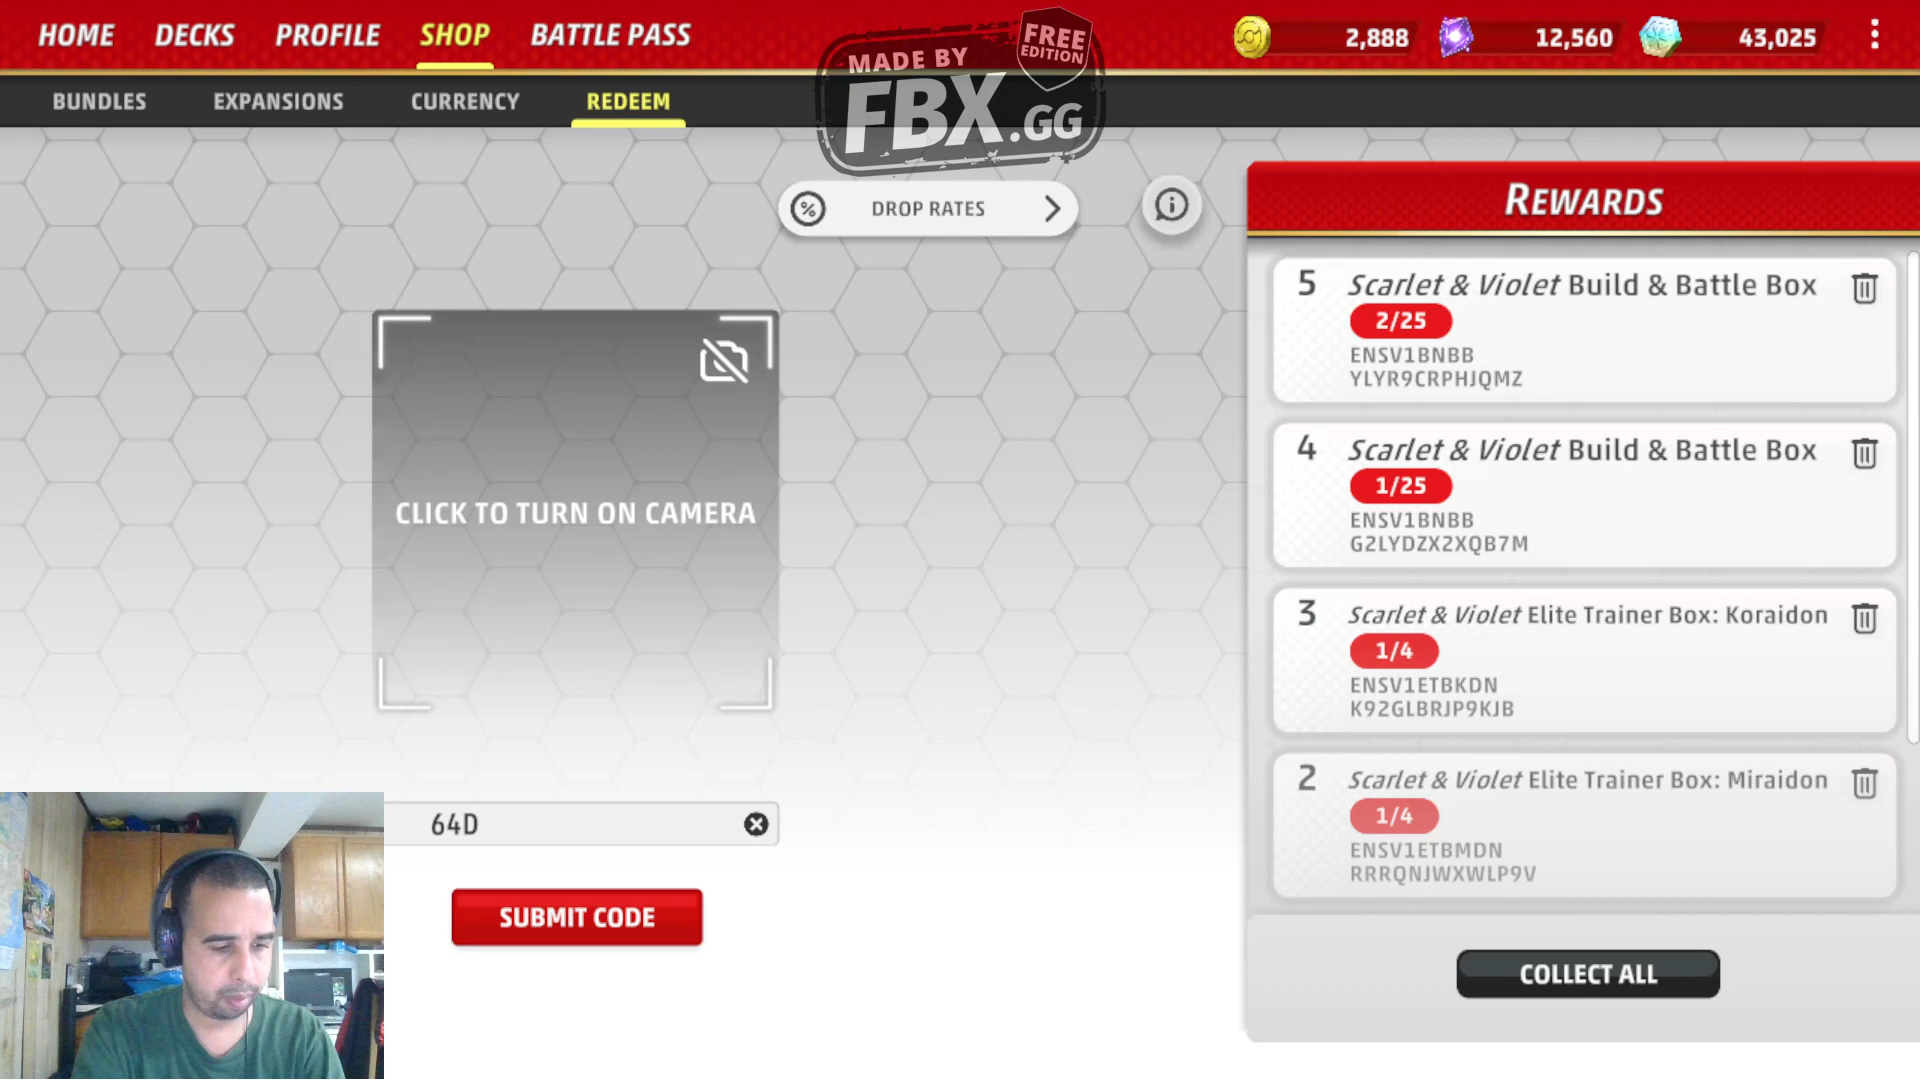 HOME DECKS PROFILE SHOP BATTLE PASS
2,888 12,560 43,025
MADE BY FREE EDITION
FBX.GG
BUNDLES EXPANSIONS CURRENCY REDEEM
% DROP RATES
REWARDS
5 Scarlet & Violet Build & Battle Box
2/25
ENSV1BNBB
YLYR9CRPHJQMZ
4 Scarlet & Violet Build & Battle Box
1/25
ENSV1BNBB
G2LYDZX2XQB7M
CLICK TO TURN ON CAMERA
3 Scarlet & Violet Elite Trainer Box: Koraidon
1/4
ENSV1ETBKDN
K92GLBRJP9KJB
2 Scarlet & Violet Elite Trainer Box: Miraidon
1/4
ENSV1ETBMDN
RRRQNJWXWLP9V
64D
SUBMIT CODE
COLLECT ALL